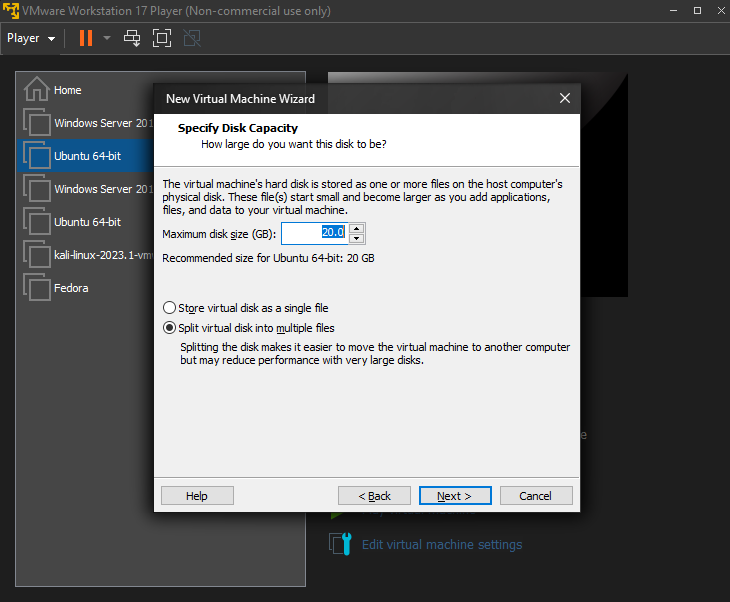 VMware Workstation 17 Player (Non-commercial use only)
Player
Home
Windows Server 201
Ubuntu 64-bit
Windows Server 201
Ubuntu 64-bit
kali-linux-2023.1-vm
Fedora
New Virtual Machine Wizard
Specify Disk Capacity
How large do you want this disk to be?
The virtual machine's hard disk is stored as one or more files on the host computer's
physical disk. These file(s) start small and become larger as you add applications,
files, and data to your virtual machine.
Maximum disk size (GB): 20.0
Recommended size for Ubuntu 64-bit: 20 GB
Store virtual disk as a single file
Split virtual disk into multiple files
Splitting the disk makes it easier to move the virtual machine to another computer
but may reduce performance with very large disks.
Help
< Back
Next >
Cancel
Edit virtual machine settings